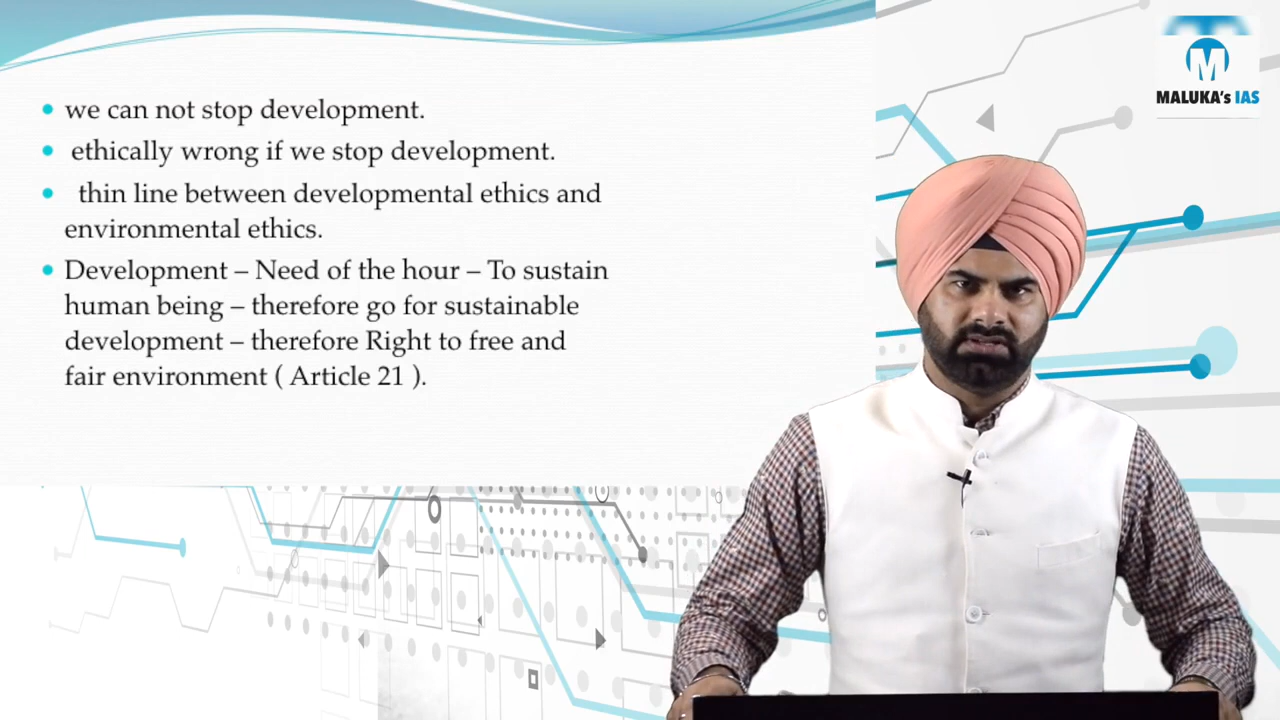 we can not stop development.
ethically wrong if we stop development.
thin line between developmental ethics and
environmental ethics.
Development – Need of the hour – To sustain
human being – therefore go for sustainable
development – therefore Right to free and
fair environment ( Article 21 ).
M
MALUKA's IAS